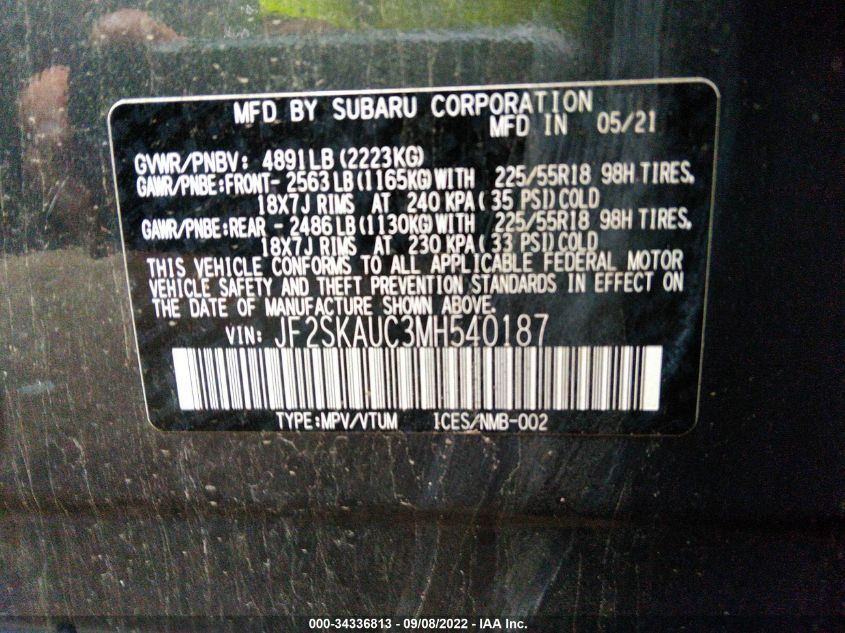 MFD BY SUBARU CORPORATION
MFD IN 05/21
GVWR/PNBV: 4891LB(2223KG)
GAWR/PNBE:FRONT- 2563LB(1165KG)WITH 225/55R18 98H TIRES,
18X7J RIMS AT 240 KPA( 35 PSI)COLD
GAWR/PNBE:REAR - 2486LB(1130KG)WITH 225/55R18 98H TIRES,
18X7J RIMS AT 230 KPA( 33 PSI)COLD
THIS VEHICLE CONFORMS TO ALL APPLICABLE FEDERAL MOTOR
VEHICLE SAFETY AND THEFT PREVENTION STANDARDS IN EFFECT ON
THE DATE OF MANUFACTURE SHOWN ABOVE.
VIN: JF2SKAUC3MH540187
TYPE:MPV/VTUM ICES/NMB-002
000-34336813 - 09/08/2022 - IAA Inc.